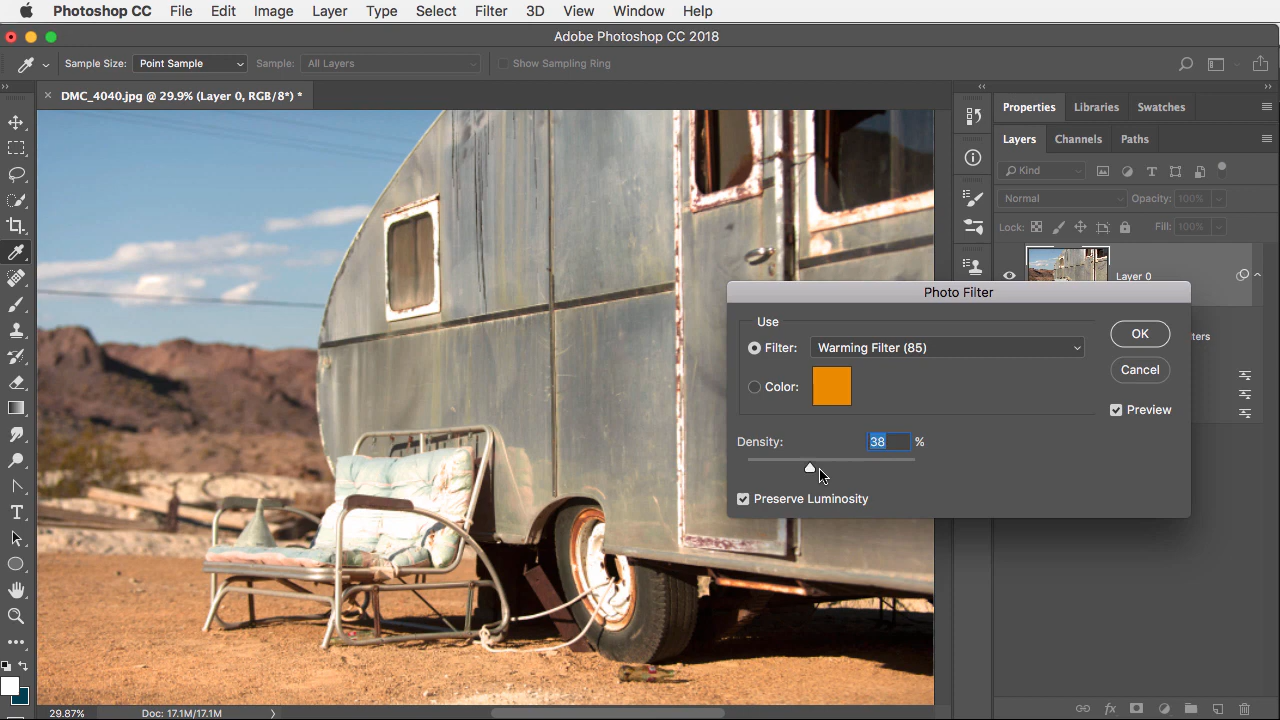 Photoshop CC File Edit Image Layer Type Select Filter 3D View Window Help
Adobe Photoshop CC 2018
Sample Size: Point Sample Sample: All Layers Show Sampling Ring
DMC_4040.jpg @ 29.9% (Layer 0, RGB/8*) *
Properties Libraries Swatches
Layers Channels Paths
Kind
Normal Opacity: 100%
Lock: Fill: 100%
Layer 0
Photo Filter
Use
Filter: Warming Filter (85)
Color:
OK
Cancel
Preview
Density: 38 %
Preserve Luminosity
29.87% Doc: 17.1M/17.1M